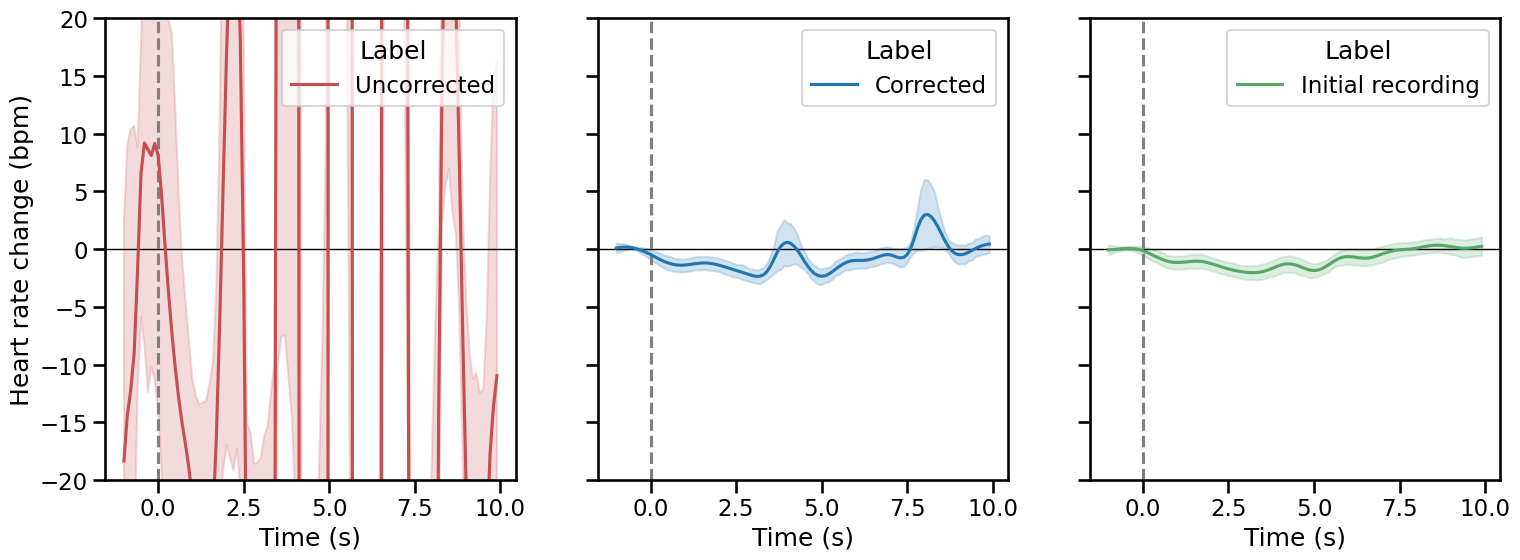 Heart rate change (bpm)
20
15
10
5
0
−5
−10
−15
−20
Label
Uncorrected
0.0 2.5 5.0 7.5 10.0
Time (s)
Label
Corrected
0.0 2.5 5.0 7.5 10.0
Time (s)
Label
Initial recording
0.0 2.5 5.0 7.5 10.0
Time (s)